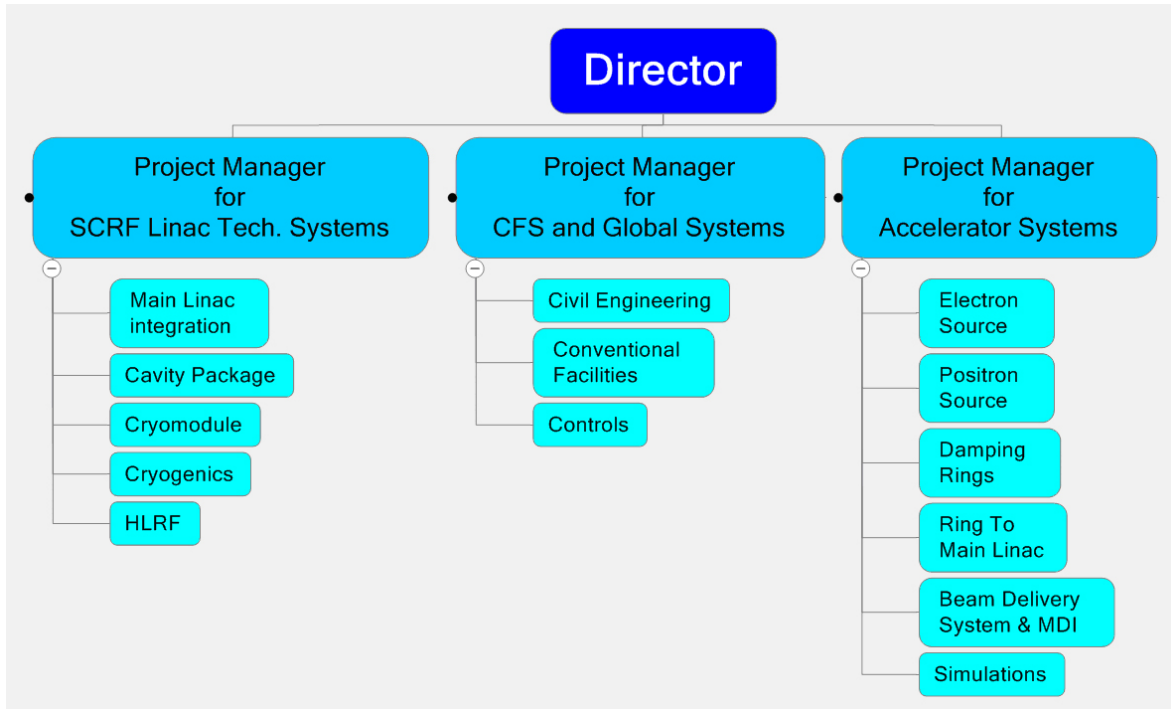 Director
Project Manager
for
SCRF Linac Tech. Systems
Main Linac
integration
Cavity Package
Cryomodule
Cryogenics
HLRF
Project Manager
for
CFS and Global Systems
Civil Engineering
Conventional
Facilities
Controls
Project Manager
for
Accelerator Systems
Electron
Source
Positron
Source
Damping
Rings
Ring To
Main Linac
Beam Delivery
System & MDI
Simulations